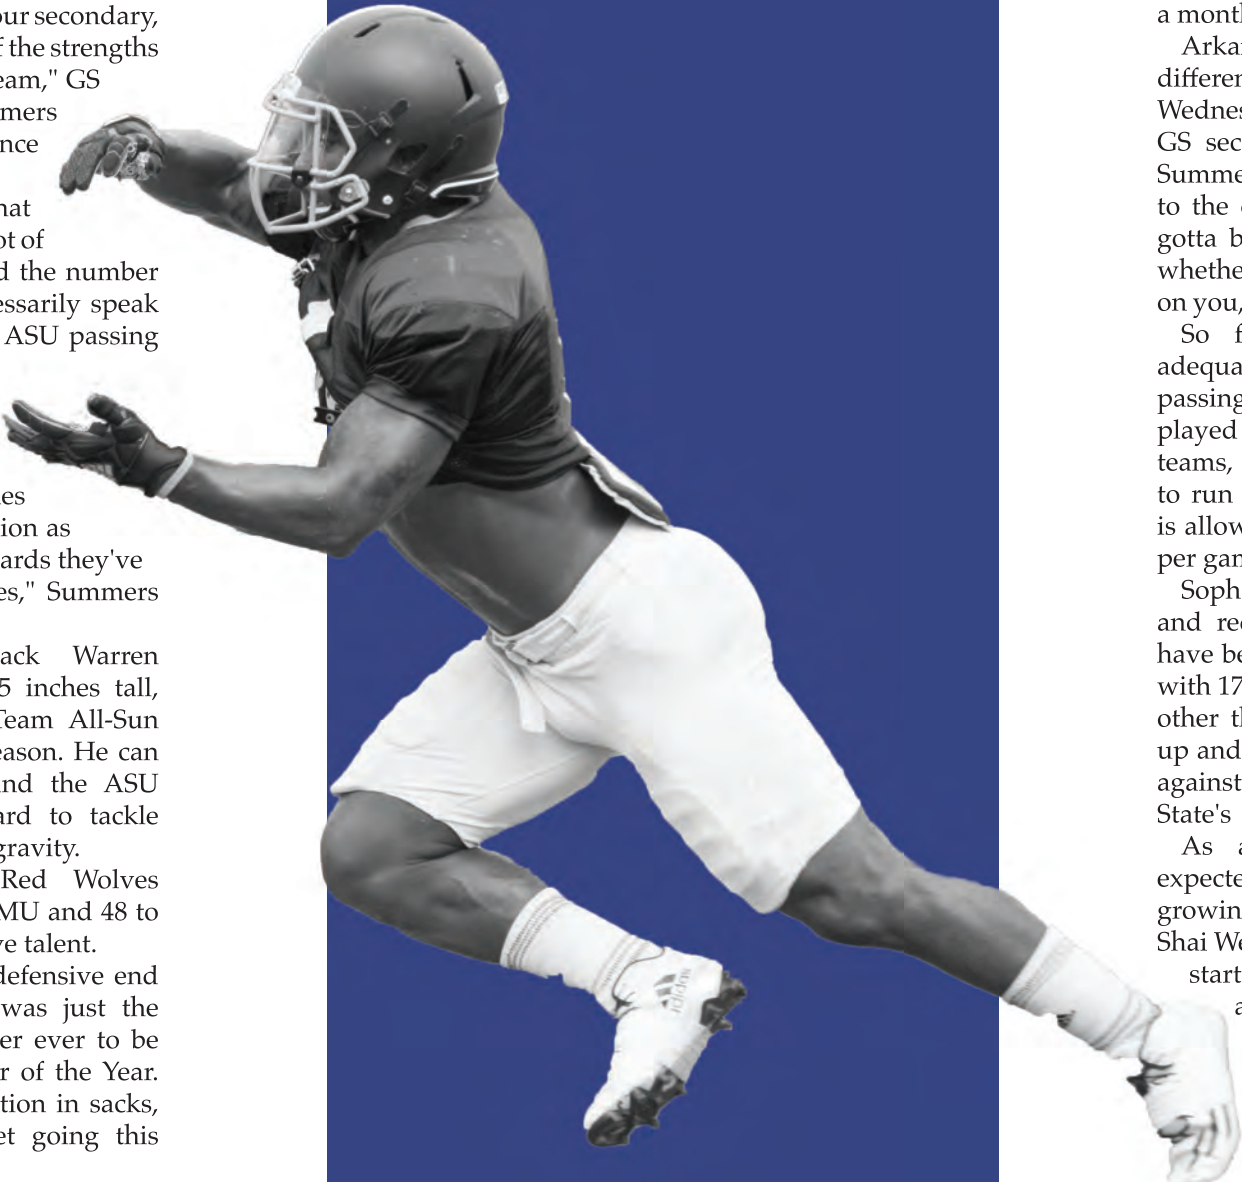 our secondary,
f the strengths
eam," GS
mers
nce
hat
ot of
d the number
essarily speak
ASU passing
es
ion as
ards they've
es," Summers
ack Warren
5 inches tall,
Team All-Sun
eason. He can
nd the ASU
ard to tackle
gravity.
Red Wolves
MU and 48 to
ve talent.
defensive end
was just the
er ever to be
r of the Year.
tion in sacks,
et going this
adidas
a mont
Arka
differen
Wednes
GS sec
Summe
to the
gotta b
whethe
on you,
So f
adequa
passing
played
teams,
to run
is allow
per gan
Soph
and re
have be
with 17
other t
up and
against
State's
As a
expecte
growin
Shai We
start
a